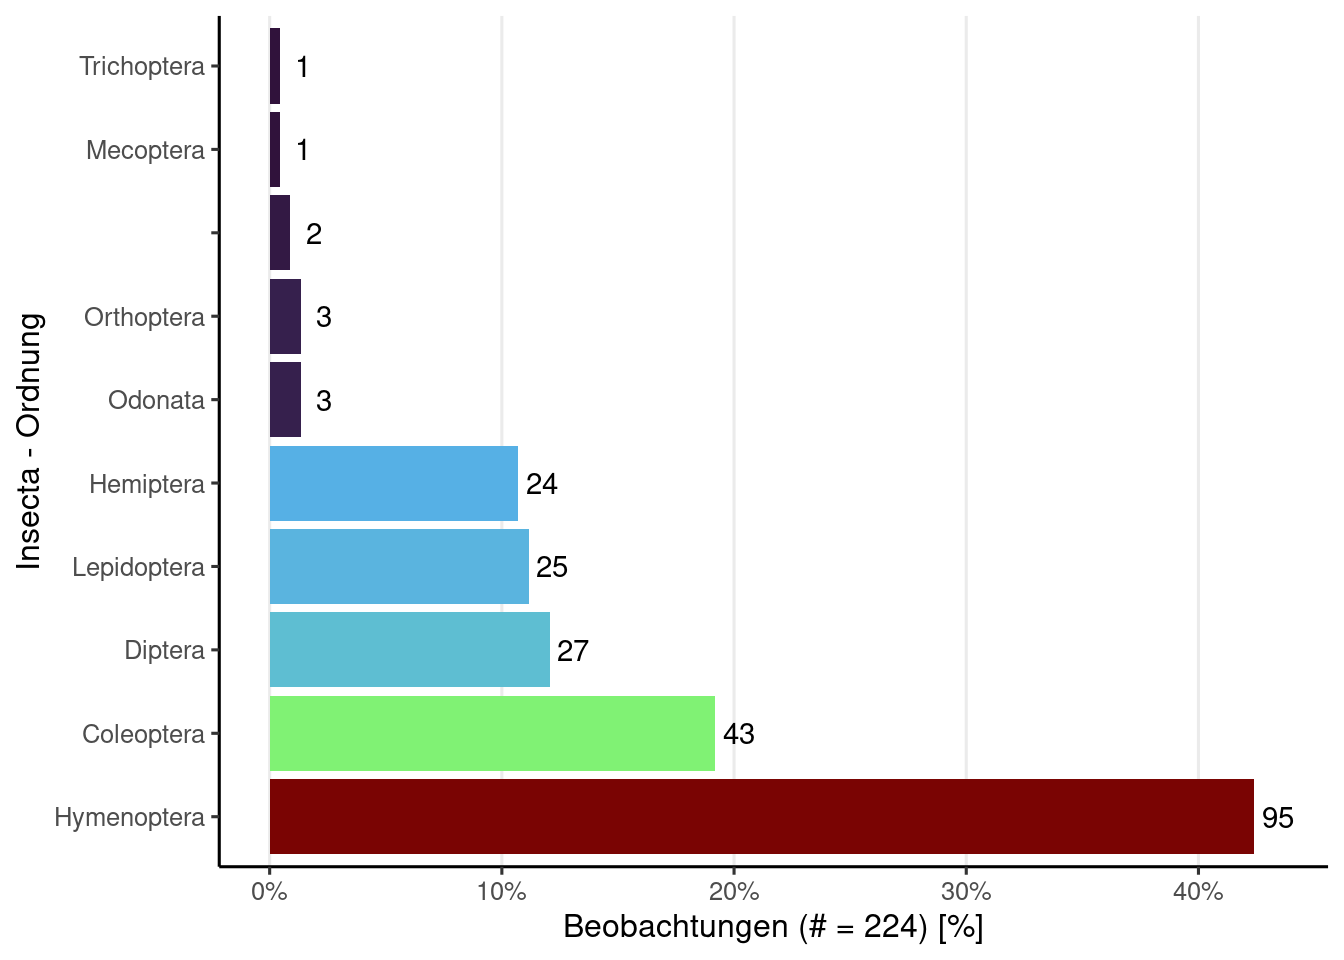 Insecta - Ordnung
Trichoptera 1
Mecoptera 1
2
Orthoptera 3
Odonata 3
Hemiptera 24
Lepidoptera 25
Diptera 27
Coleoptera 43
Hymenoptera 95
0% 10% 20% 30% 40%
Beobachtungen (# = 224) [%]